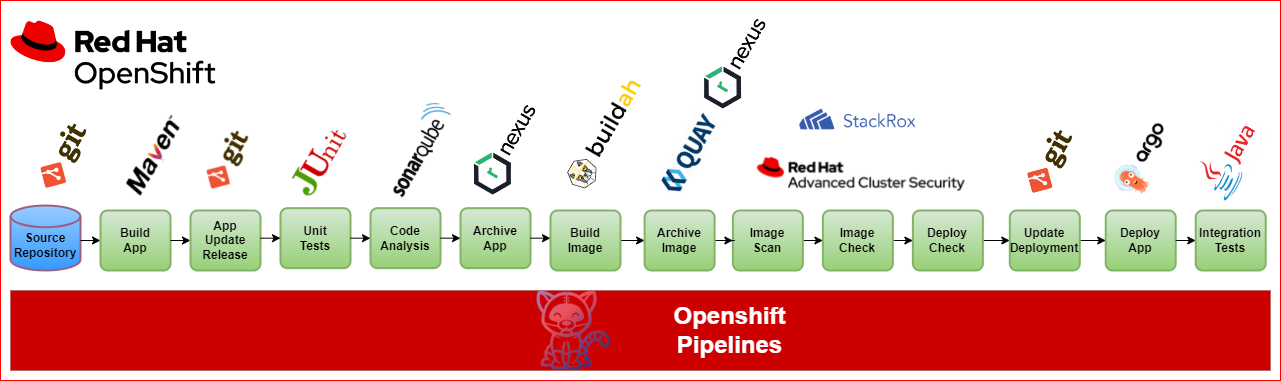 Red Hat
OpenShift
git
Maven™
git
JUnit
sonarqube
r nexus
buildah
QUAY
r nexus
StackRox
Red Hat
Advanced Cluster Security
git
argo
Java
Source
Repository
Build
App
App
Update
Release
Unit
Tests
Code
Analysis
Archive
App
Build
Image
Archive
Image
Image
Scan
Image
Check
Deploy
Check
Update
Deployment
Deploy
App
Integration
Tests
Openshift
Pipelines